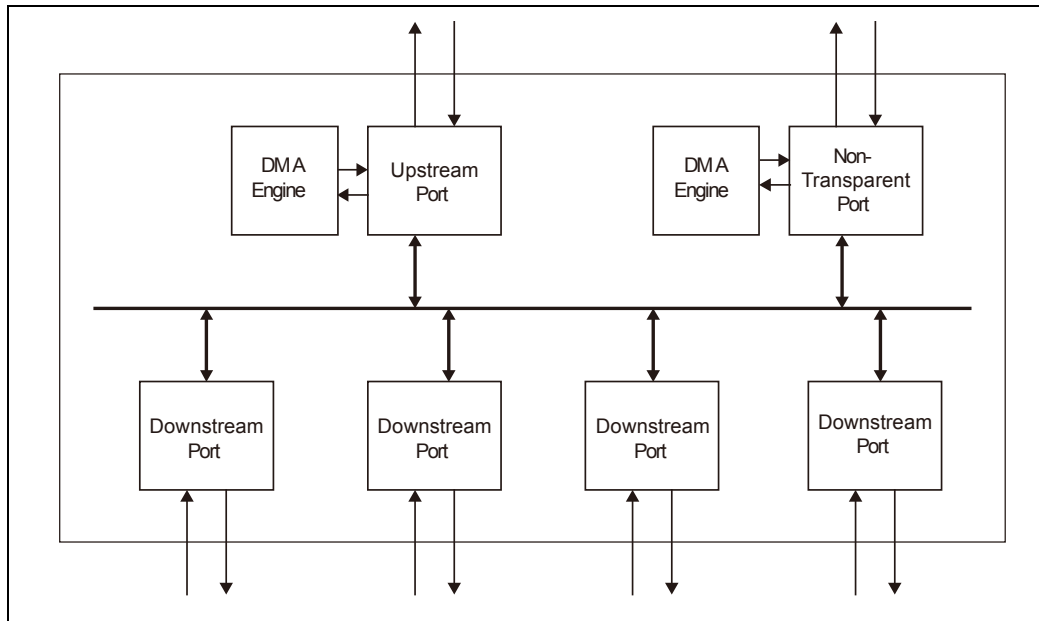 DMA
Engine
Upstream
Port
DMA
Engine
Non-
Transparent
Port
Downstream
Port
Downstream
Port
Downstream
Port
Downstream
Port